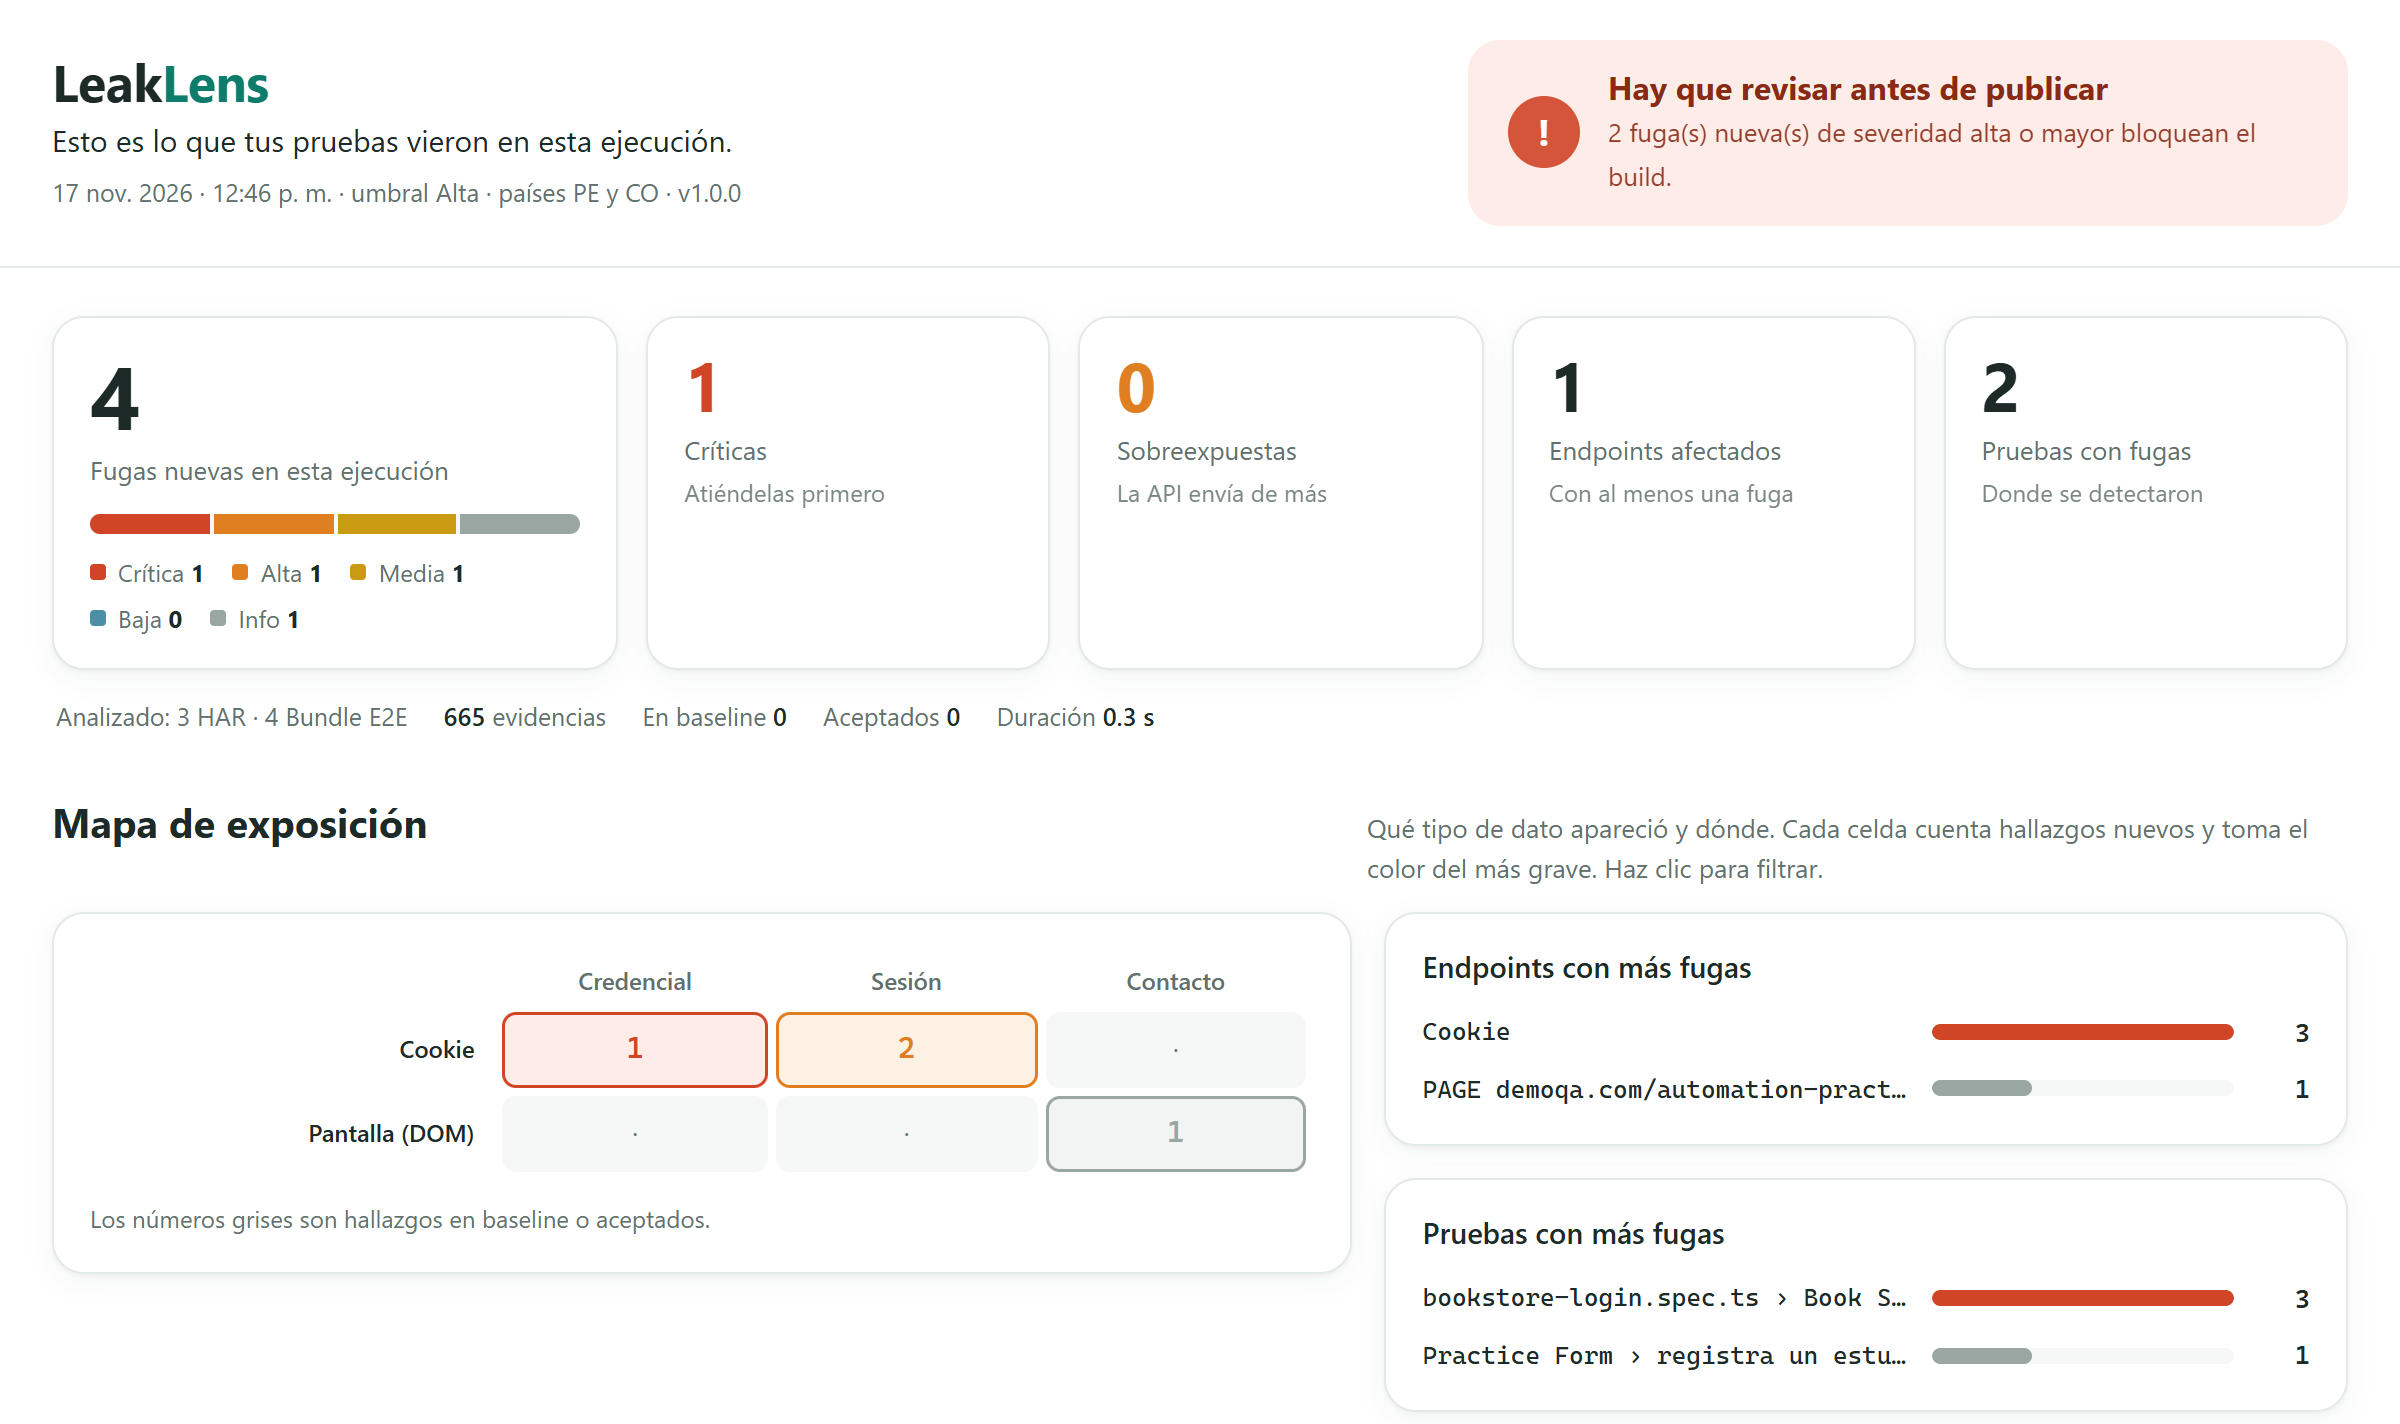 LeakLens
Esto es lo que tus pruebas vieron en esta ejecución.
17 nov. 2026 · 12:46 p. m. · umbral Alta · países PE y CO · v1.0.0
!
Hay que revisar antes de publicar
2 fuga(s) nueva(s) de severidad alta o mayor bloquean el
build.
4
Fugas nuevas en esta ejecución
Crítica 1 Alta 1 Media 1
Baja 0 Info 1
1
Críticas
Atiéndelas primero
0
Sobreexpuestas
La API envía de más
1
Endpoints afectados
Con al menos una fuga
2
Pruebas con fugas
Donde se detectaron
Analizado: 3 HAR · 4 Bundle E2E 665 evidencias En baseline 0 Aceptados 0 Duración 0.3 s
Mapa de exposición
Qué tipo de dato apareció y dónde. Cada celda cuenta hallazgos nuevos y toma el
color del más grave. Haz clic para filtrar.
Credencial Sesión Contacto
Cookie 1 2 ·
Pantalla (DOM) · · 1
Los números grises son hallazgos en baseline o aceptados.
Endpoints con más fugas
Cookie 3
PAGE demoqa.com/automation-pract… 1
Pruebas con más fugas
bookstore-login.spec.ts › Book S… 3
Practice Form › registra un estu… 1